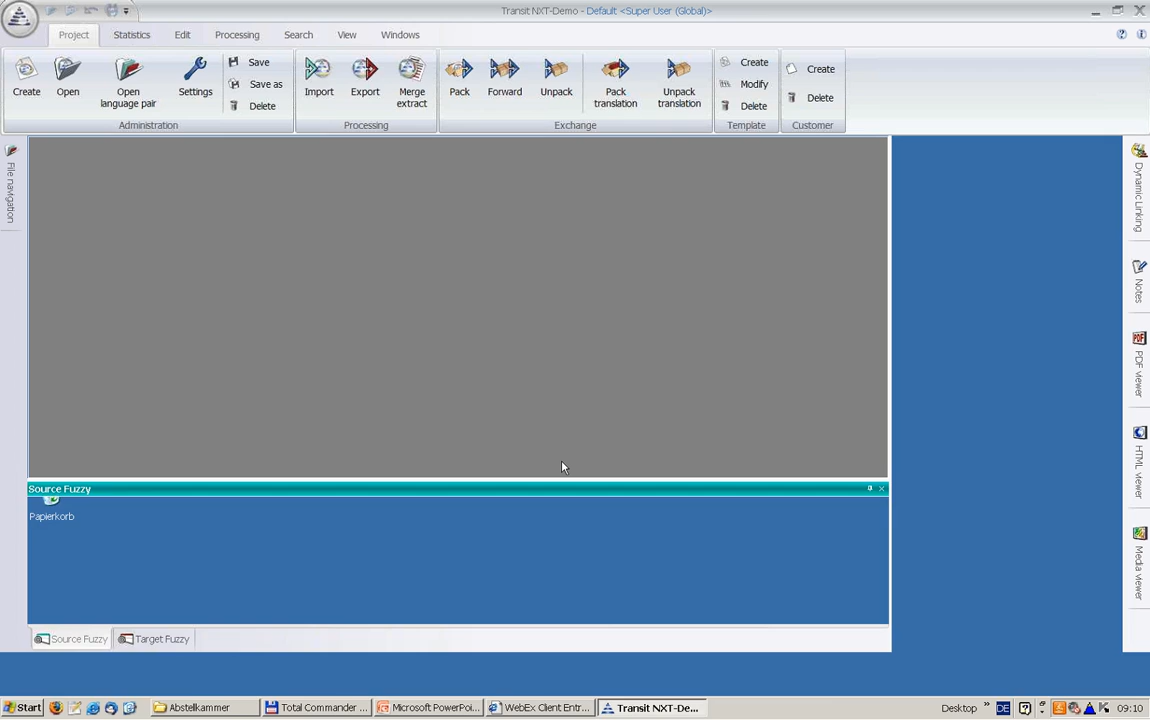 Transit NXT-Demo - Default <Super User (Global)>
Project Statistics Edit Processing Search View Windows
Create
Open
Open language pair
Settings
Save
Save as
Delete
Administration
Import
Export
Merge extract
Processing
Pack
Forward
Unpack
Pack translation
Unpack translation
Exchange
Create
Modify
Delete
Template
Create
Delete
Customer
File navigation
Dynamic Linking
Notes
PDF viewer
HTML viewer
Media viewer
PDF
Source Fuzzy
Papierkorb
Source Fuzzy Target Fuzzy
Start Abstelkammer Total Commander ... Microsoft PowerPoi... WebEx Client Entr... Transit NXT-De... Desktop » DE 09:10